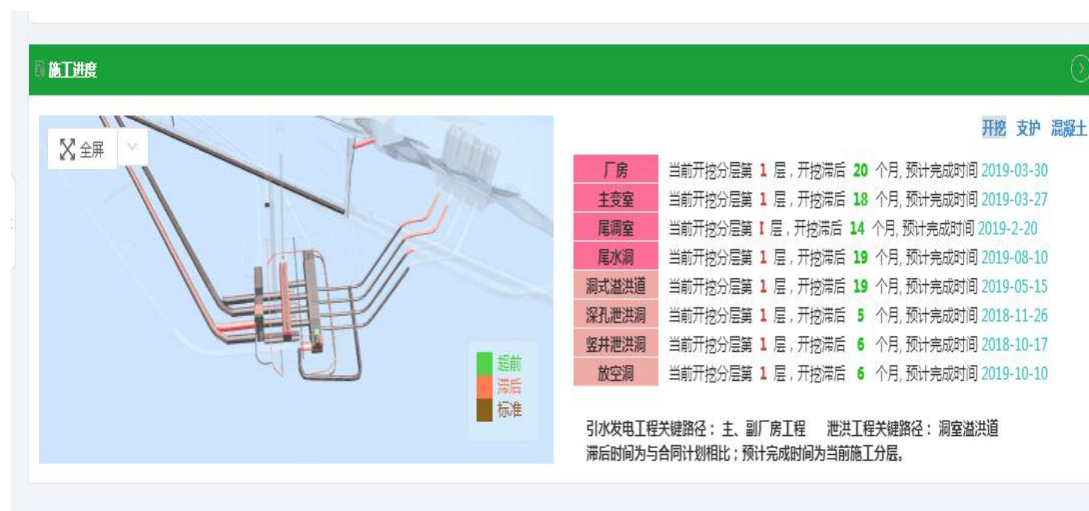 施工进度
全屏
开挖 支护 混凝土
厂房 当前开挖分层第 1 层，开挖滞后 20 个月, 预计完成时间 2019-03-30
主变室 当前开挖分层第 1 层，开挖滞后 18 个月, 预计完成时间 2019-03-27
尾调室 当前开挖分层第 I 层，开挖滞后 14 个月, 预计完成时间 2019-2-20
尾水洞 当前开挖分层第 1 层，开挖滞后 19 个月, 预计完成时间 2019-08-10
洞式溢洪道 当前开挖分层第 1 层，开挖滞后 19 个月, 预计完成时间 2019-05-15
深孔泄洪洞 当前开挖分层第 1 层，开挖滞后 5 个月, 预计完成时间 2018-11-26
竖井泄洪洞 当前开挖分层第 1 层，开挖滞后 6 个月, 预计完成时间 2018-10-17
放空洞 当前开挖分层第 1 层，开挖滞后 6 个月, 预计完成时间 2019-10-10
超前
滞后
标准
引水发电工程关键路径：主、副厂房工程 泄洪工程关键路径：洞室溢洪道
滞后时间为与合同计划相比；预计完成时间为当前施工分层。